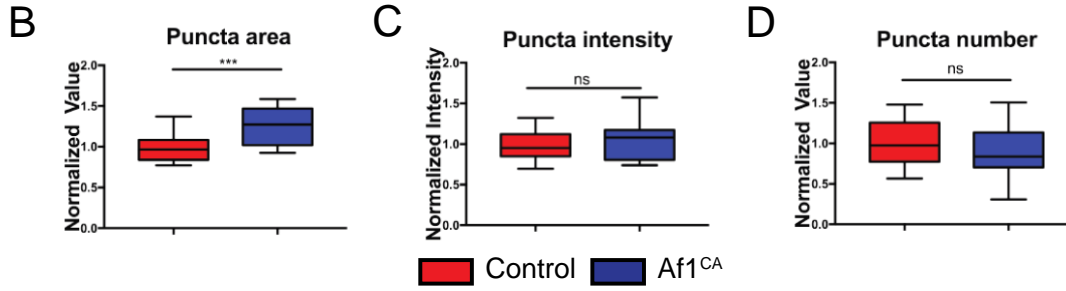 B
Puncta area
Normalized Value
2.0
1.5
1.0
0.5
0.0
***
C
Puncta intensity
Normalized Intensity
2.0
1.5
1.0
0.5
0.0
ns
D
Puncta number
Normalized Value
2.0
1.5
1.0
0.5
0.0
ns
Control Af1CA